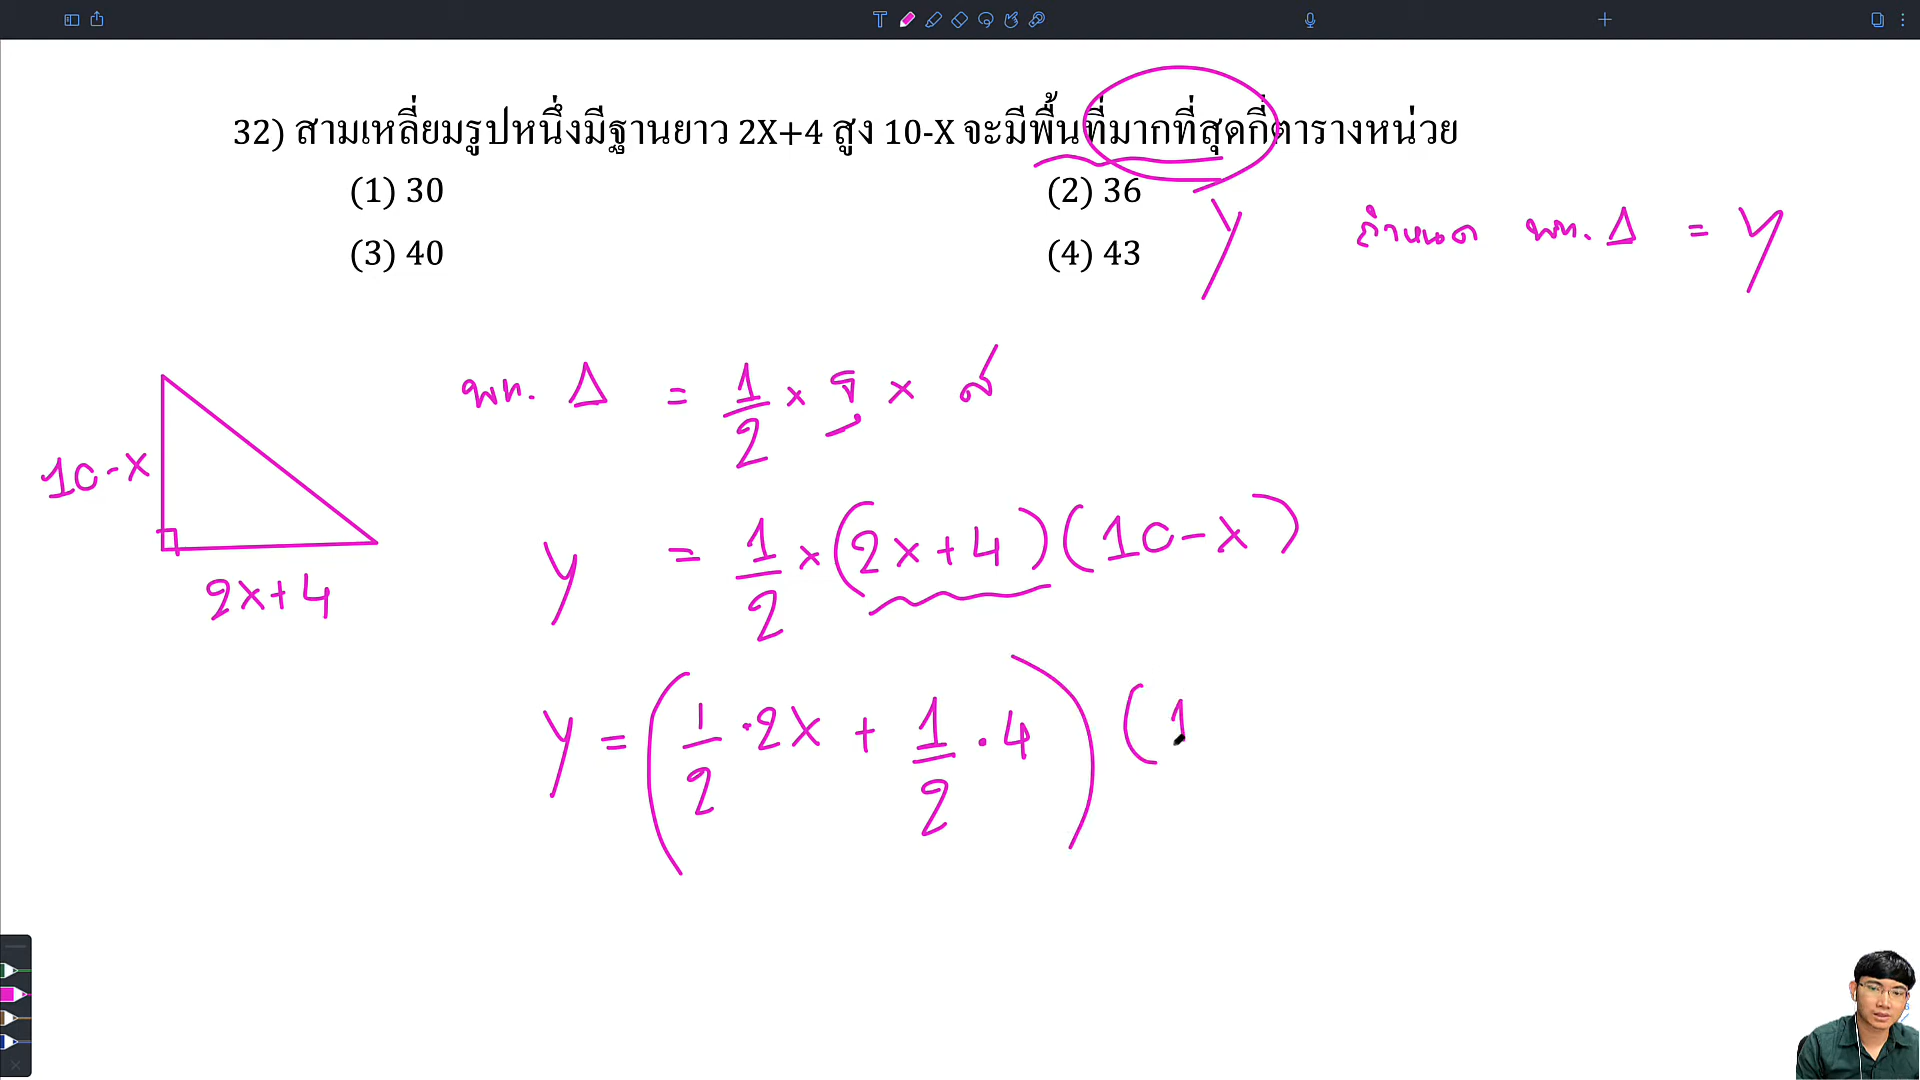 32) สามเหลี่ยมรูปหนึ่งมีฐานยาว 2X+4 สูง 10-X จะมีพื้นที่มากที่สุดกี่ตารางหน่วย
(1) 30
(2) 36
(3) 40
(4) 43
y
กำหนด พท. Δ = y
พท. Δ = 1/2 × ฐ × ส
10-x
2x+4
y = 1/2 × (2x+4)(10-x)
y = (1/2 · 2x + 1/2 · 4) (1